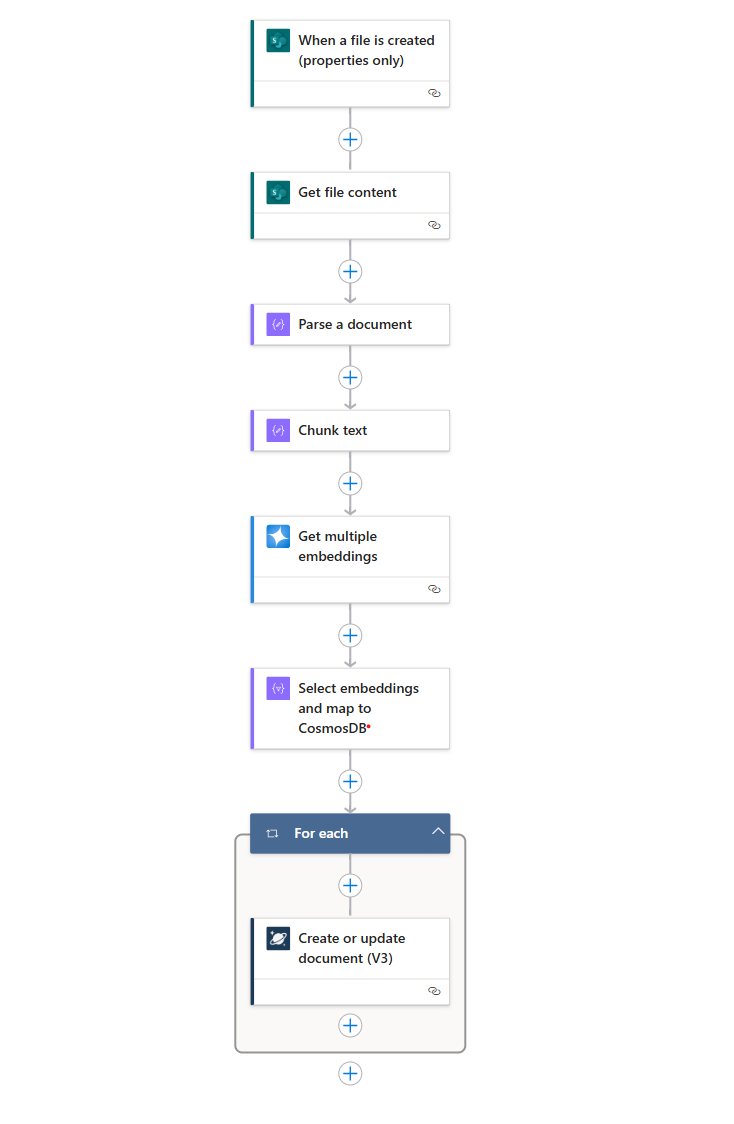 When a file is created
(properties only)
Get file content
Parse a document
Chunk text
Get multiple
embeddings
Select embeddings
and map to
CosmosDB
For each
Create or update
document (V3)